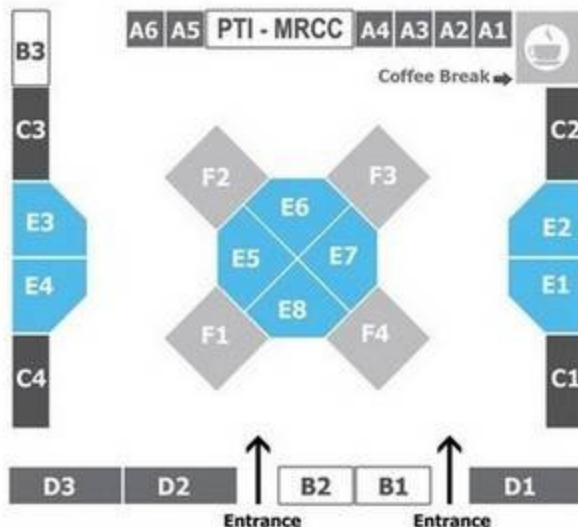 A6 A5 PTI - MRCC A4 A3 A2 A1
B3
Coffee Break
C3 C2
F2 F3
E6
E3 E2
E5 E7
E4 E1
E8
F1 F4
C4 C1
D3 D2 B2 B1 D1
Entrance Entrance